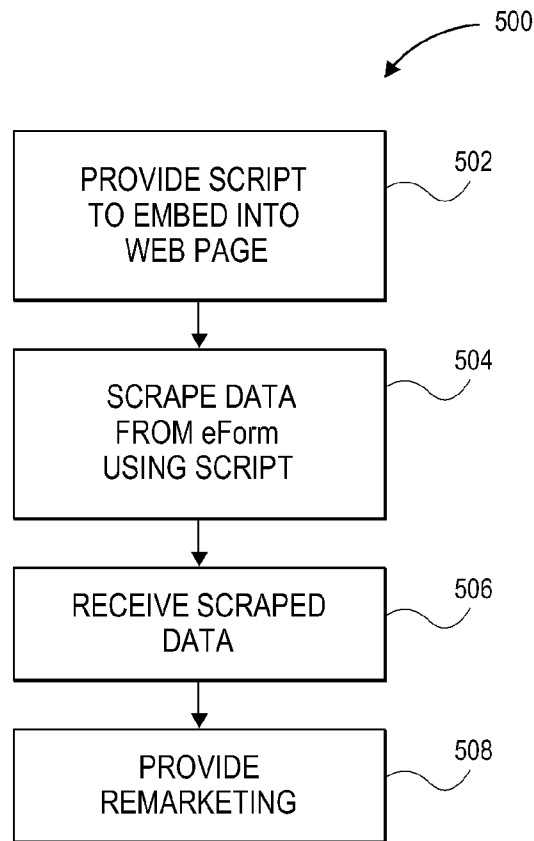 500
PROVIDE SCRIPT
TO EMBED INTO
WEB PAGE
502
SCRAPE DATA
FROM eForm
USING SCRIPT
504
RECEIVE SCRAPED
DATA
506
PROVIDE
REMARKETING
508